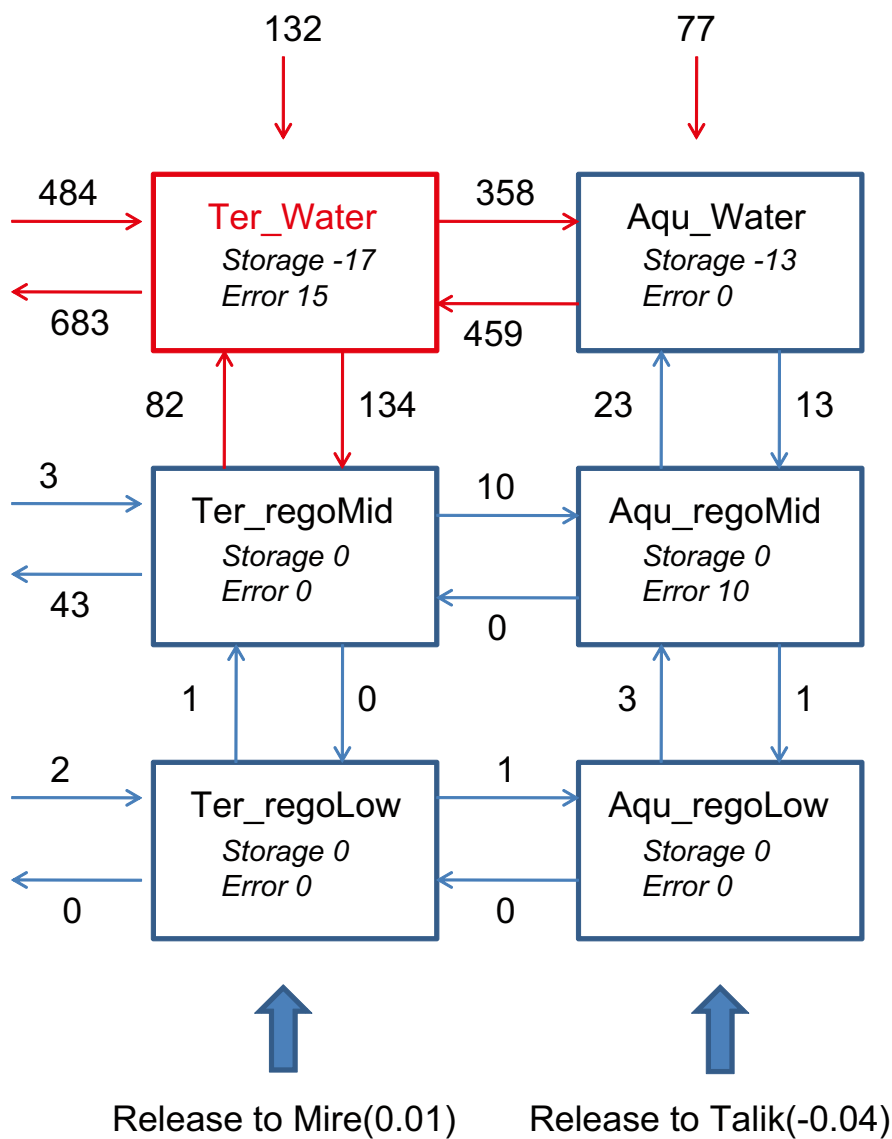 132 77
484 Ter_Water 358 Aqu_Water
Storage -17 Storage -13
Error 15 Error 0
683 459
82 134 23 13
3 Ter_regoMid 10 Aqu_regoMid
Storage 0 Storage 0
Error 0 Error 10
43 0
1 0 3 1
2 Ter_regoLow 1 Aqu_regoLow
Storage 0 Storage 0
Error 0 Error 0
0 0
Release to Mire(0.01) Release to Talik(-0.04)